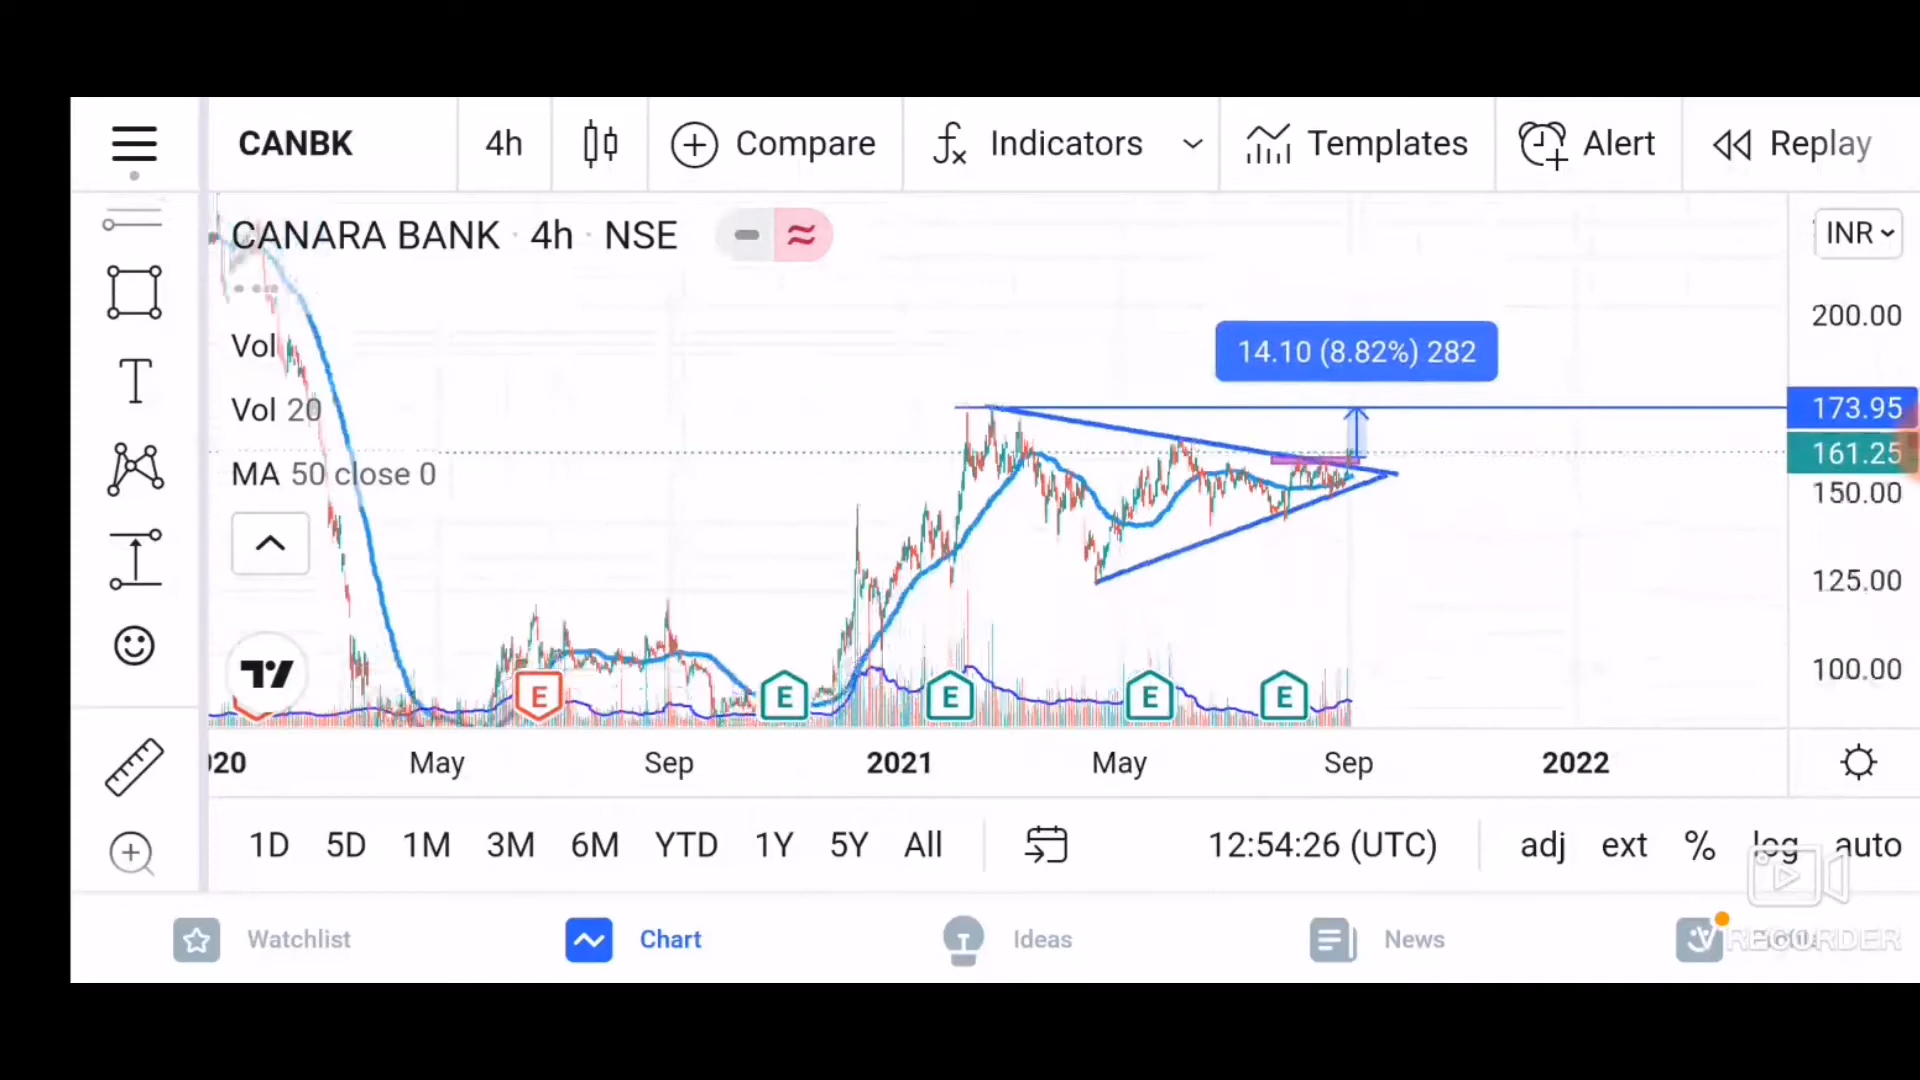 CANBK 4h Compare Indicators Templates Alert Replay
CANARA BANK · 4h · NSE
INR
Vol
Vol 20
MA 50 close 0
14.10 (8.82%) 282
200.00
173.95
161.25
150.00
125.00
100.00
E E E E E
020 May Sep 2021 May Sep 2022
1D 5D 1M 3M 6M YTD 1Y 5Y All 12:54:26 (UTC) adj ext % log auto
Watchlist Chart Ideas News
RECORDER